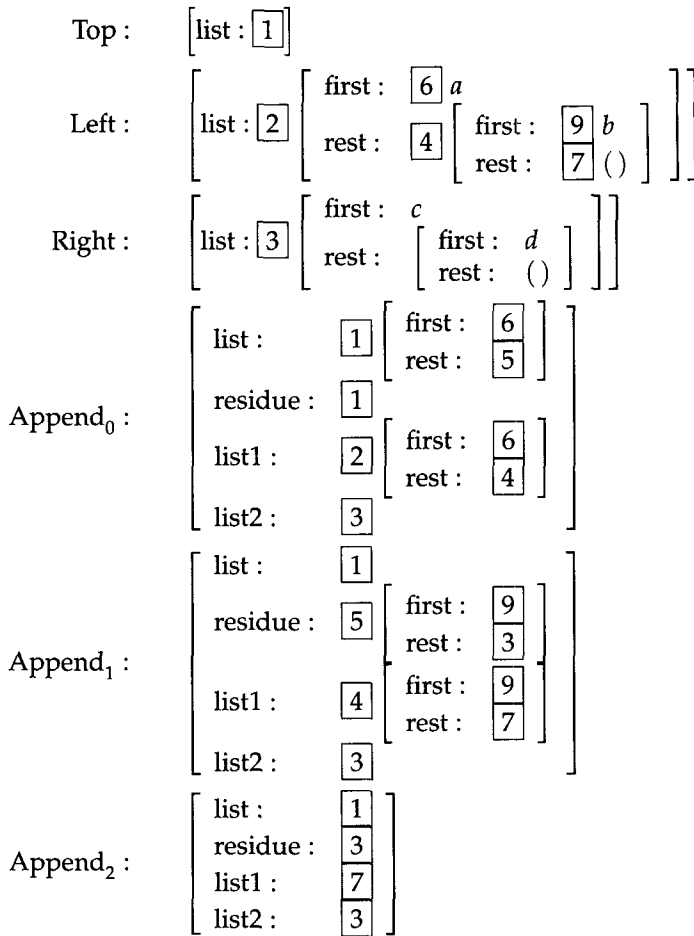 Top : [list : 1]
Left : list : 2 first : 6 a
rest : 4 first : 9 b
rest : 7 ( )
Right : list : 3 first : c
rest : first : d
rest : ( )
Append0 : list : 1 first : 6
rest : 5
residue : 1
list1 : 2 first : 6
rest : 4
list2 : 3
Append1 : list : 1
residue : 5 first : 9
rest : 3
list1 : 4 first : 9
rest : 7
list2 : 3
Append2 : list : 1
residue : 3
list1 : 7
list2 : 3